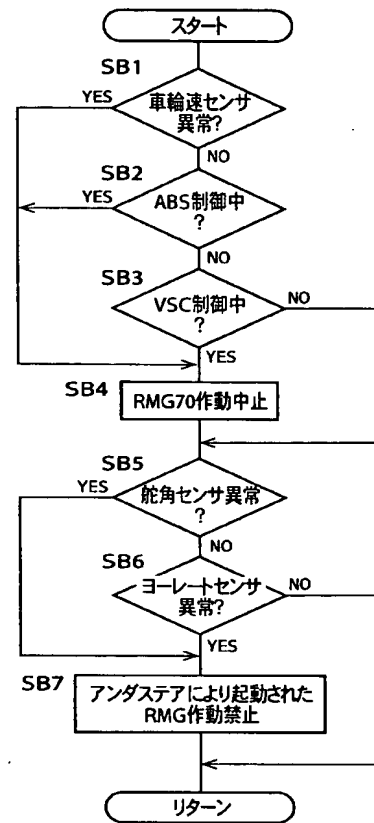 スタート
SB1
YES
車輪速センサ
異常?
NO
SB2
YES
ABS制御中
?
NO
SB3
VSC制御中
?
NO
YES
SB4
RMG70作動中止
SB5
YES
舵角センサ異常
?
NO
SB6
ヨーレートセンサ
異常?
NO
YES
SB7
アンダステアにより起動された
RMG作動禁止
リターン